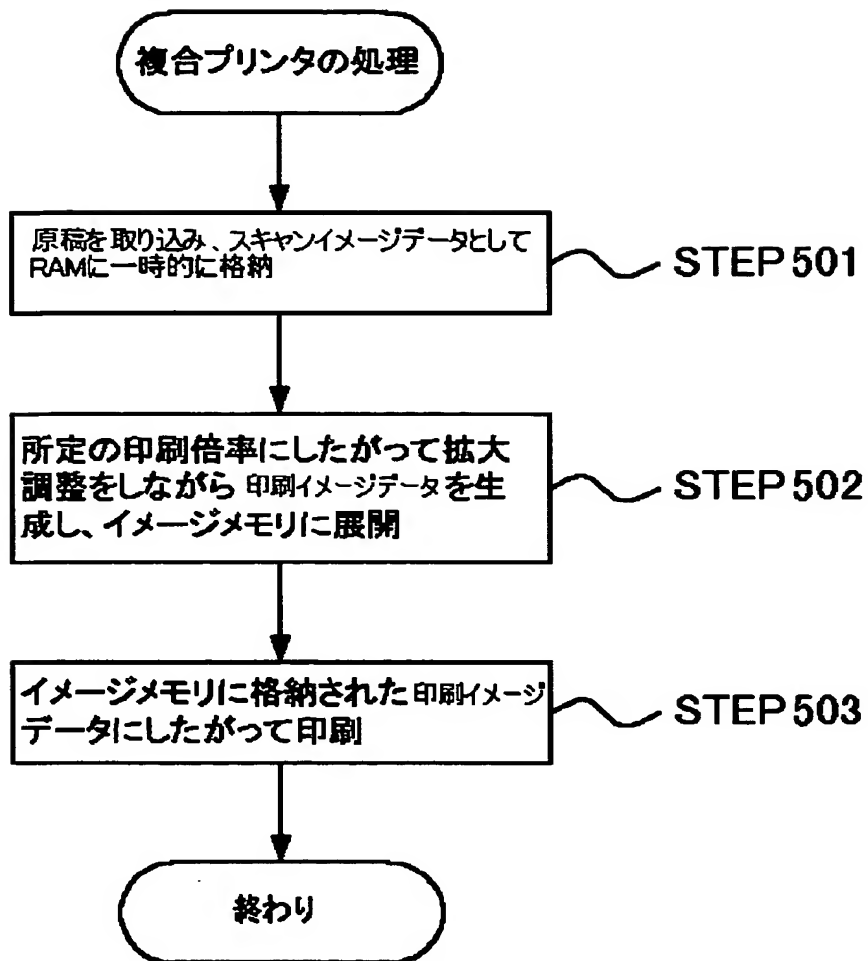 複合プリンタの処理
原稿を取り込み、スキャンイメージデータとして
RAMに一時的に格納
STEP 501
所定の印刷倍率にしたがって拡大
調整をしながら印刷イメージデータを生
成し、イメージメモリに展開
STEP 502
イメージメモリに格納された印刷イメージ
データにしたがって印刷
STEP 503
終わり